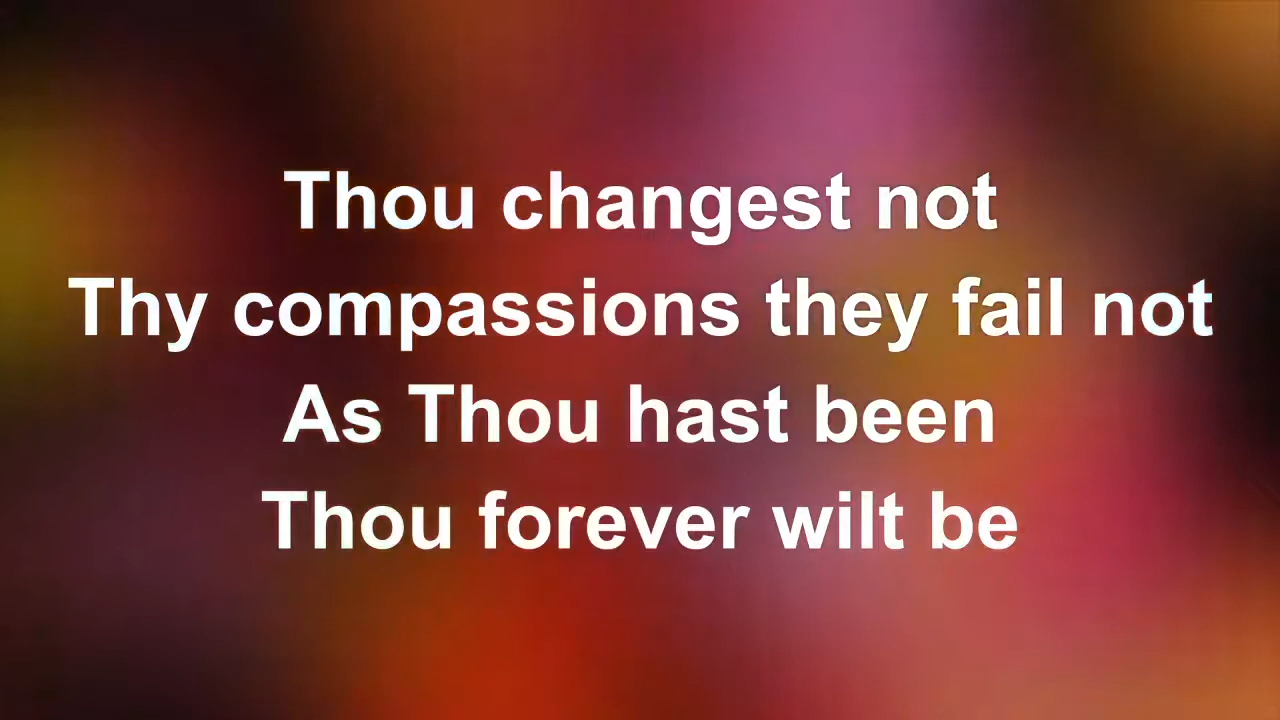 Thou changest not
Thy compassions they fail not
As Thou hast been
Thou forever wilt be